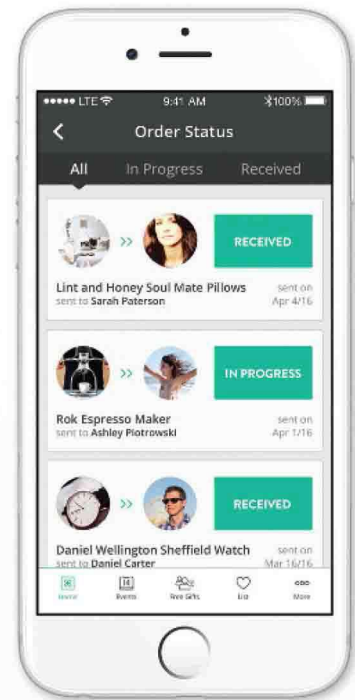 LTE 9:41 AM 100%
Order Status
All In Progress Received
RECEIVED
Lint and Honey Soul Mate Pillows sent on
sent to Sarah Paterson Apr 4/16
IN PROGRESS
Rok Espresso Maker sent on
sent to Ashley Piotrowski Apr 1/16
RECEIVED
Daniel Wellington Sheffield Watch sent on
sent to Daniel Carter Mar 16/16
Home Events Free Gifts List More